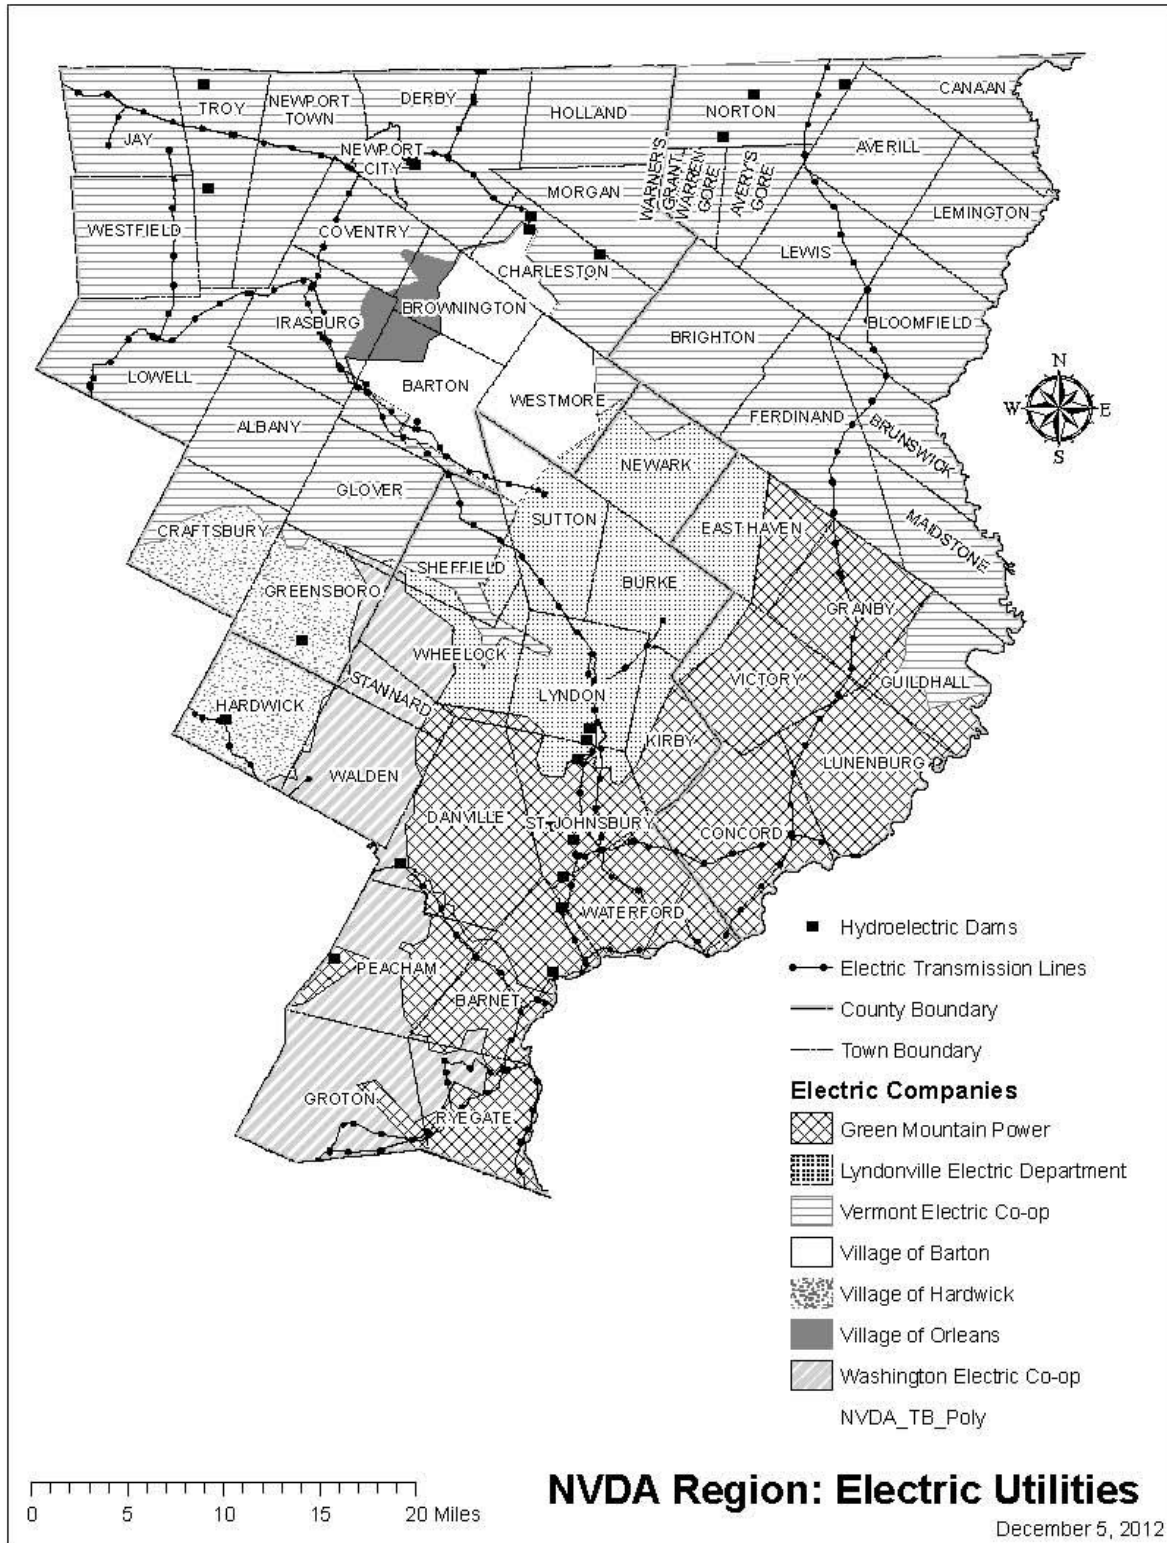 CANAAN
DERBY
NEWPORT
TOWN
TROY
HOLLAND
NORTON
JAY
NEWPORT
CITY
AVERILL
WARNER'S
GRANT
WARREN
GORE
AVERY'S
GORE
MORGAN
LEMINGTON
WESTFIELD
COVENTRY
LEWIS
CHARLESTON
BROWNINGTON
IRASBURG
BLOOMFIELD
BRIGHTON
N
W
E
S
LOWELL
BARTON
WESTMORE
FERDINAND
BRUNSWICK
ALBANY
NEWARK
GLOVER
CRAFTSBURY
SUTTON
EAST HAVEN
MAIDSTONE
SHEFFIELD
BURKE
GREENSBORO
GRANBY
WHEELOCK
STANNARD
LYNDON
VICTORY
GUILDHALL
HARDWICK
KIRBY
WALDEN
LUNENBURG
DANVILLE
ST. JOHNSBURY
CONCORD
WATERFORD
PEACHAM
BARNET
GROTON
RYEGATE
Hydroelectric Dams
Electric Transmission Lines
County Boundary
Town Boundary
Electric Companies
Green Mountain Power
Lyndonville Electric Department
Vermont Electric Co-op
Village of Barton
Village of Hardwick
Village of Orleans
Washington Electric Co-op
NVDA_TB_Poly
0 5 10 15 20 Miles
NVDA Region: Electric Utilities
December 5, 2012